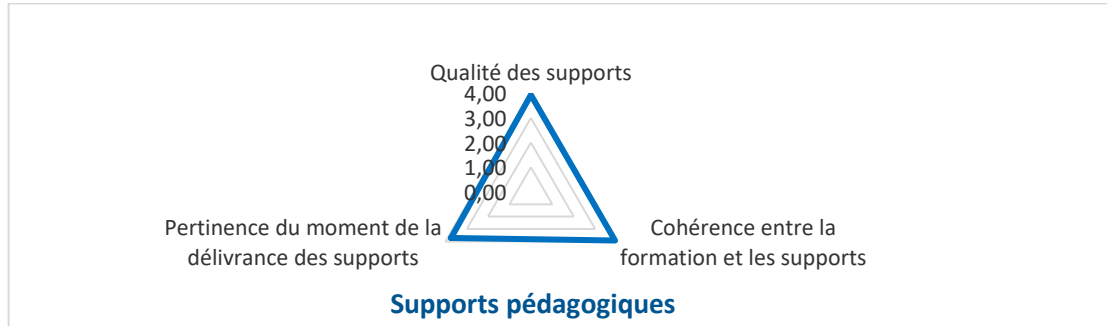 Qualité des supports
4,00
3,00
2,00
1,00
0,00
Pertinence du moment de la
délivrance des supports
Cohérence entre la
formation et les supports
Supports pédagogiques